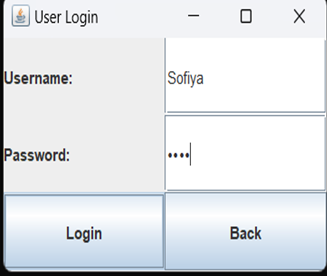 User Login
Username: Sofiya
Password: ••••
Login Back